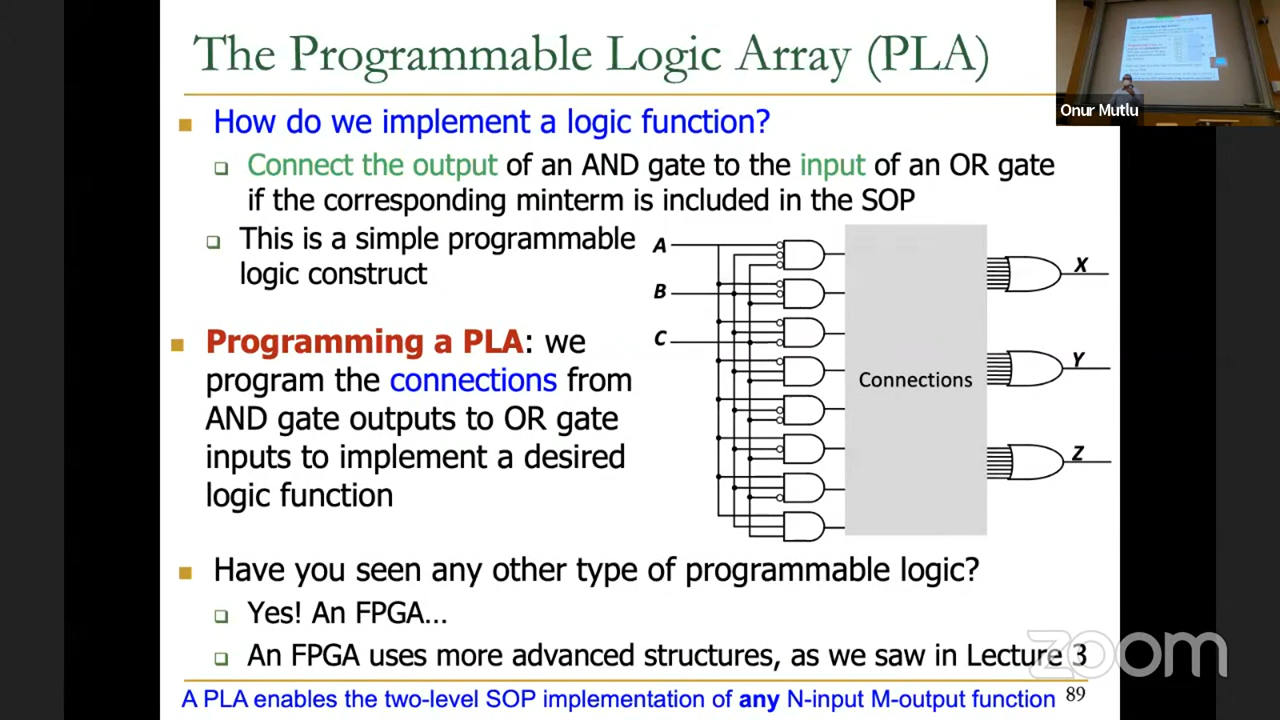 The Programmable Logic Array (PLA)
Onur Mutlu
How do we implement a logic function?
Connect the output of an AND gate to the input of an OR gate
if the corresponding minterm is included in the SOP
This is a simple programmable
logic construct
A
B
C
Connections
X
Y
Z
Programming a PLA: we
program the connections from
AND gate outputs to OR gate
inputs to implement a desired
logic function
Have you seen any other type of programmable logic?
Yes! An FPGA...
An FPGA uses more advanced structures, as we saw in Lecture 3
zoom
A PLA enables the two-level SOP implementation of any N-input M-output function 89